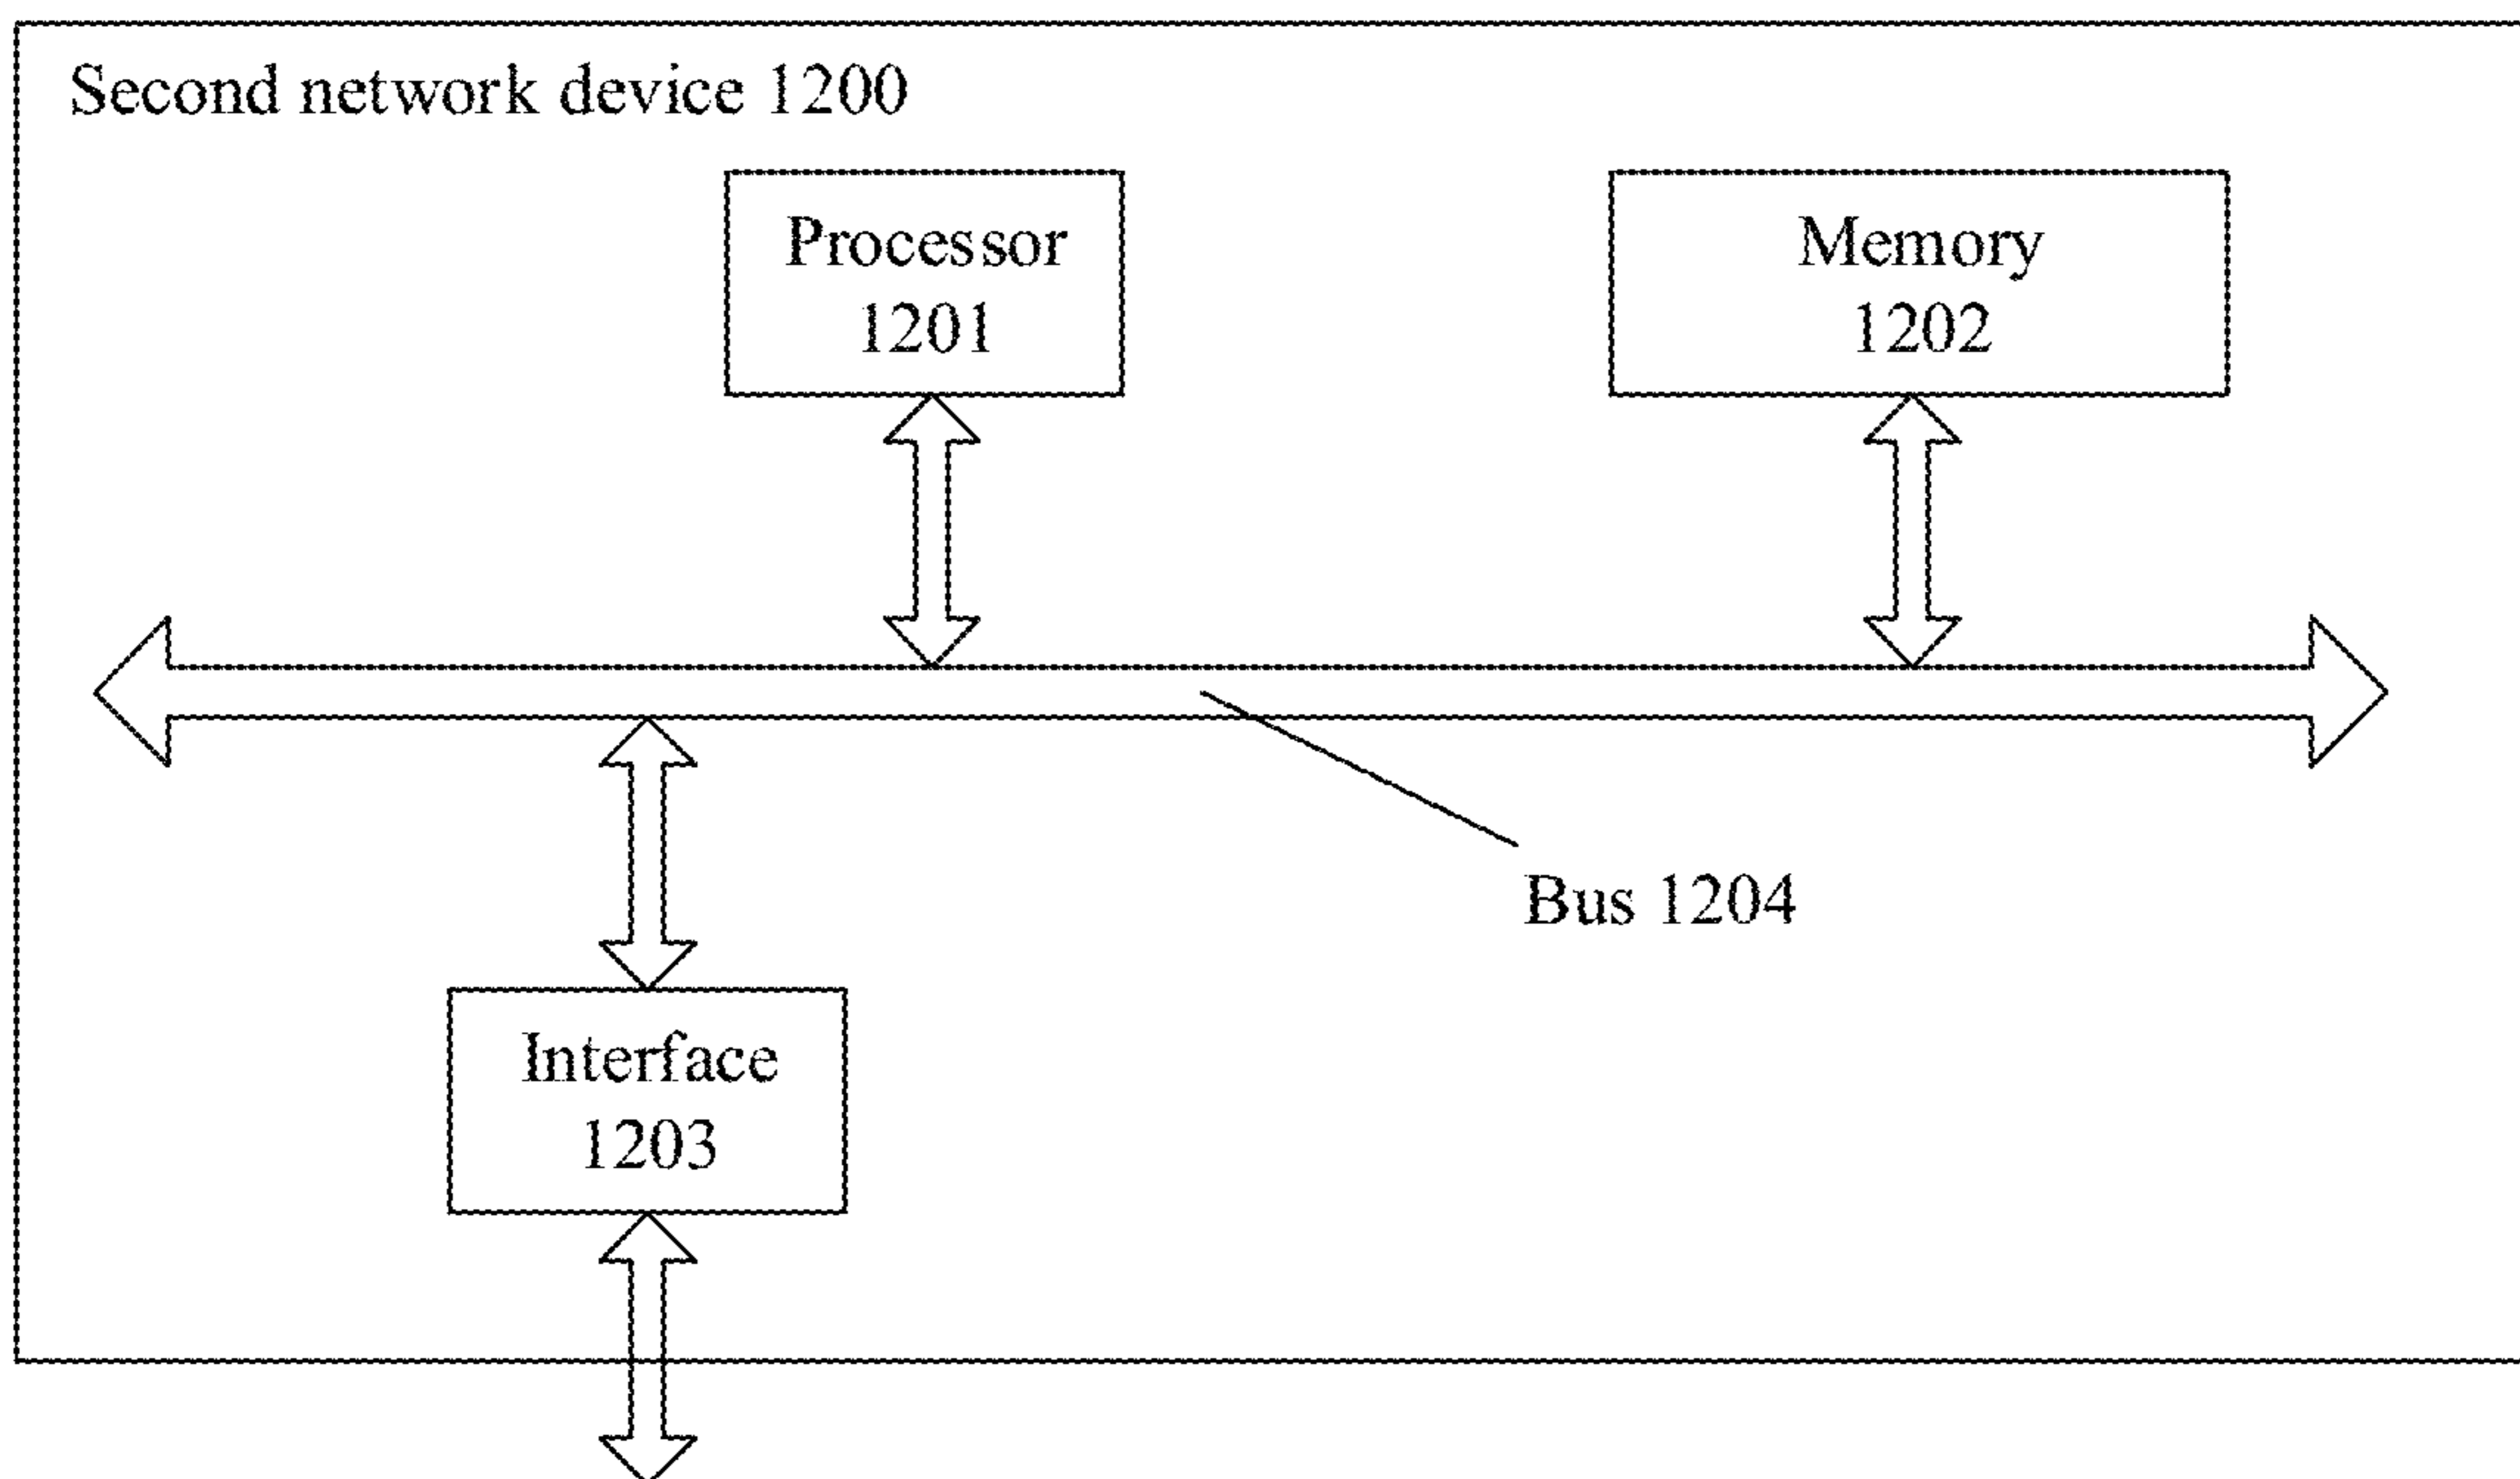 Second network device 1200
Processor
1201
Memory
1202
Bus 1204
Interface
1203